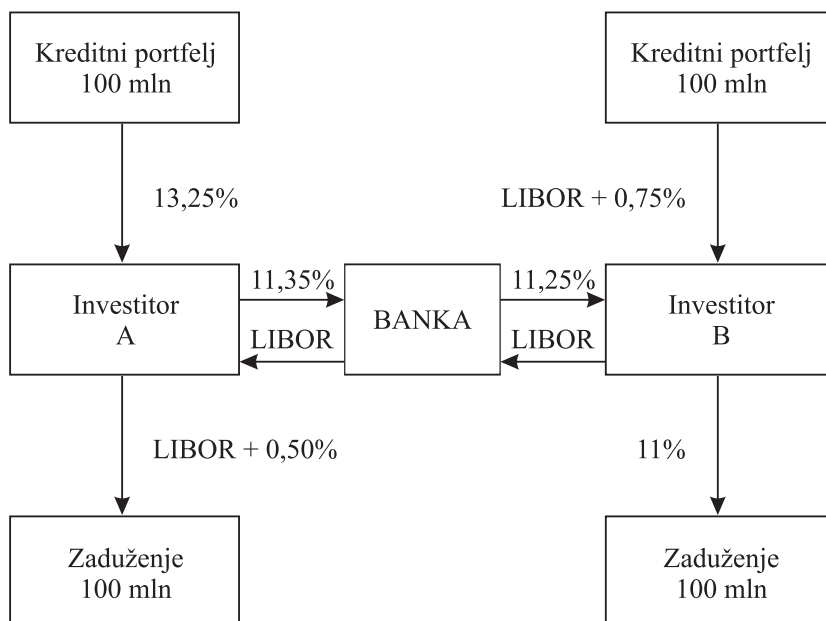 Kreditni portfelj
100 mln
Kreditni portfelj
100 mln
13,25%
LIBOR + 0,75%
Investitor
A
11,35%
LIBOR
BANKA
11,25%
LIBOR
Investitor
B
LIBOR + 0,50%
11%
Zaduženje
100 mln
Zaduženje
100 mln